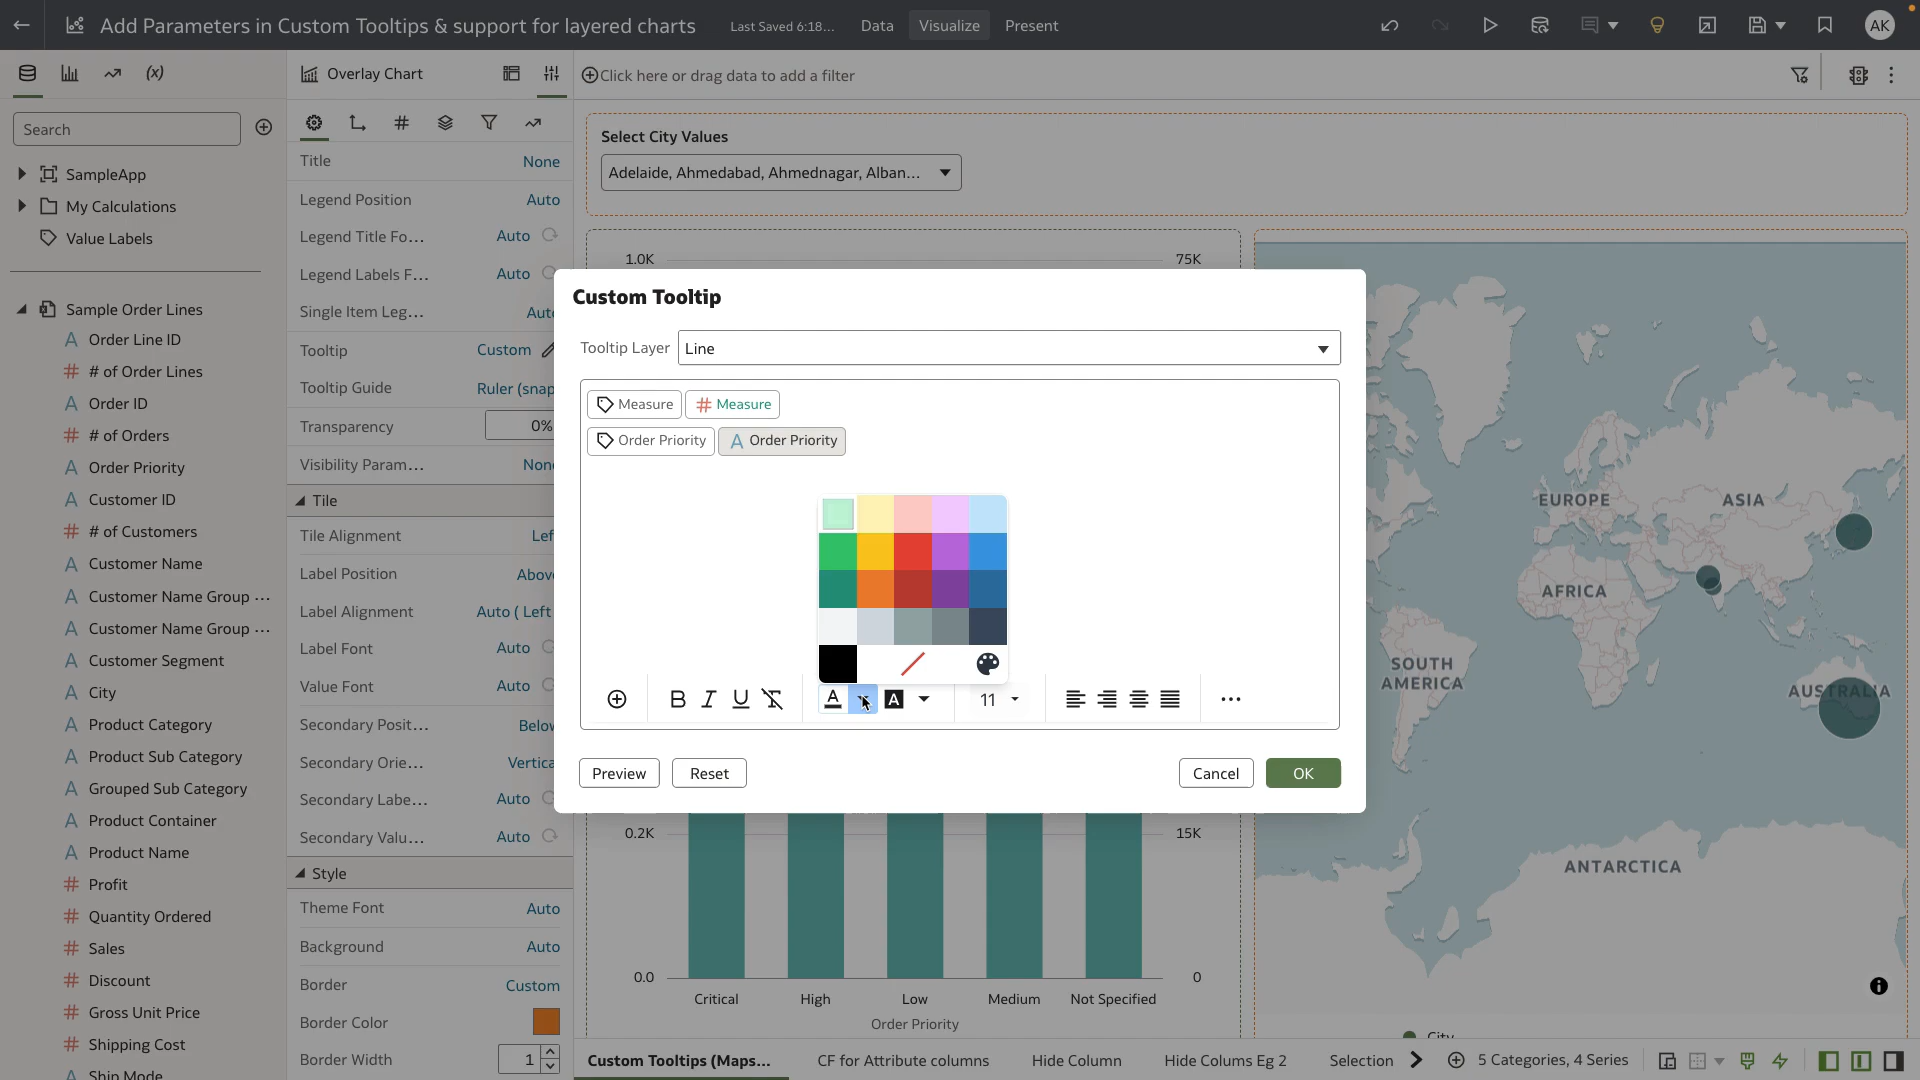 Add Parameters in Custom Tooltips & support for layered charts
Last Saved 6:18...
Data
Visualize
Present
AK
Search
SampleApp
My Calculations
Value Labels
Sample Order Lines
A Order Line ID
# # of Order Lines
A Order ID
# # of Orders
A Order Priority
A Customer ID
# # of Customers
A Customer Name
A Customer Name Group ...
A Customer Name Group ...
A Customer Segment
A City
A Product Category
A Product Sub Category
A Grouped Sub Category
A Product Container
A Product Name
# Profit
# Quantity Ordered
# Sales
# Discount
# Gross Unit Price
# Shipping Cost
A Ship Mode
Overlay Chart
Title None
Legend Position Auto
Legend Title Fo... Auto
Legend Labels F... Auto
Single Item Leg... Auto
Tooltip Custom
Tooltip Guide Ruler (snap
Transparency 0%
Visibility Param... None
Tile
Tile Alignment Left
Label Position Above
Label Alignment Auto ( Left
Label Font Auto
Value Font Auto
Secondary Posit... Below
Secondary Orie... Vertica
Secondary Labe... Auto
Secondary Valu... Auto
Style
Theme Font Auto
Background Auto
Border Custom
Border Color
Border Width 1
Click here or drag data to add a filter
Select City Values
Adelaide, Ahmedabad, Ahmednagar, Alban...
1.0K
75K
Custom Tooltip
Tooltip Layer Line
Measure # Measure
Order Priority A Order Priority
B I U T A A 11 ...
Preview
Reset
Cancel
OK
0.2K
15K
0.0
0
Critical High Low Medium Not Specified
Order Priority
EUROPE
ASIA
AFRICA
SOUTH
AMERICA
AUSTRALIA
ANTARCTICA
City
Custom Tooltips (Maps...
CF for Attribute columns
Hide Column
Hide Colums Eg 2
Selection
5 Categories, 4 Series